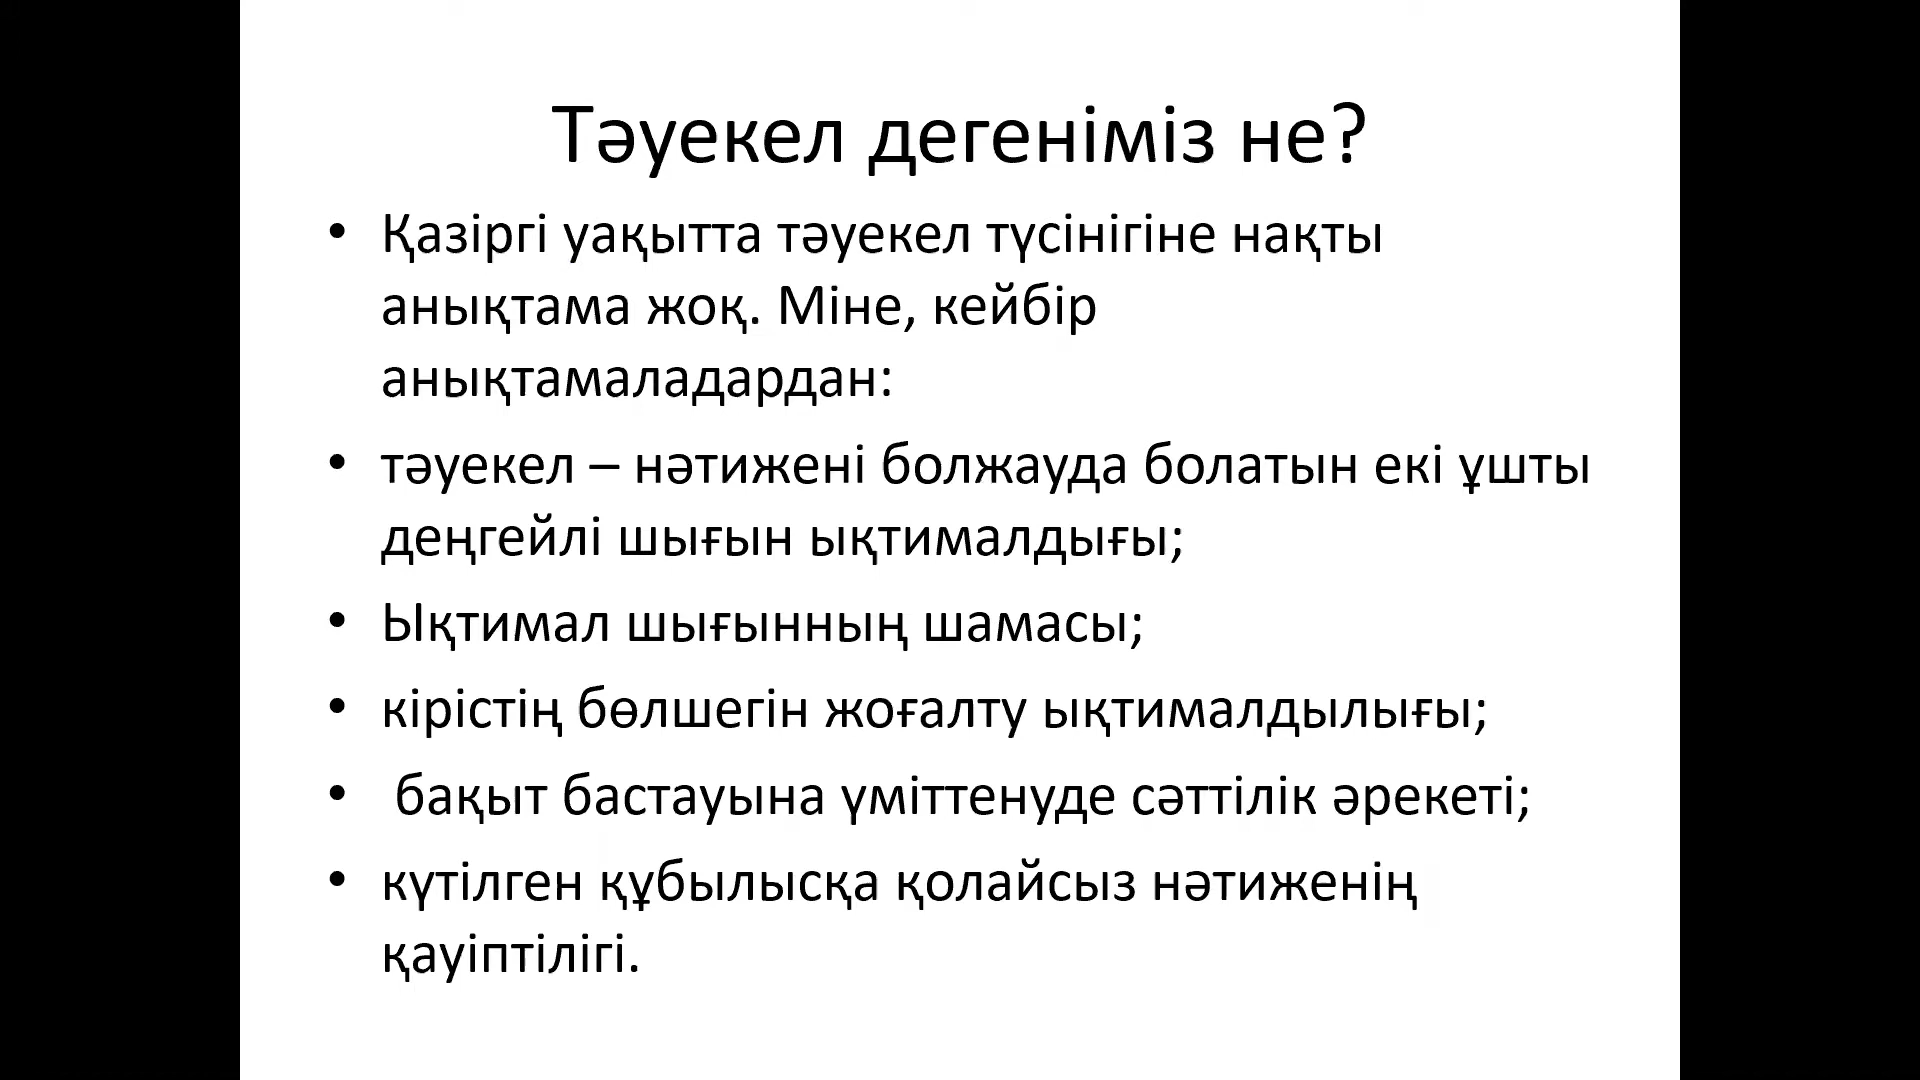 Тәуекел дегеніміз не?
• Қазіргі уақытта тәуекел түсінігіне нақты
анықтама жоқ. Міне, кейбір
анықтамаладардан:
• тәуекел – нәтижені болжауда болатын екі ұшты
деңгейлі шығын ықтималдығы;
• Ықтимал шығынның шамасы;
• кірістің бөлшегін жоғалту ықтималдылығы;
• бақыт бастауына үміттенуде сәттілік әрекеті;
• күтілген құбылысқа қолайсыз нәтиженің
қауіптілігі.